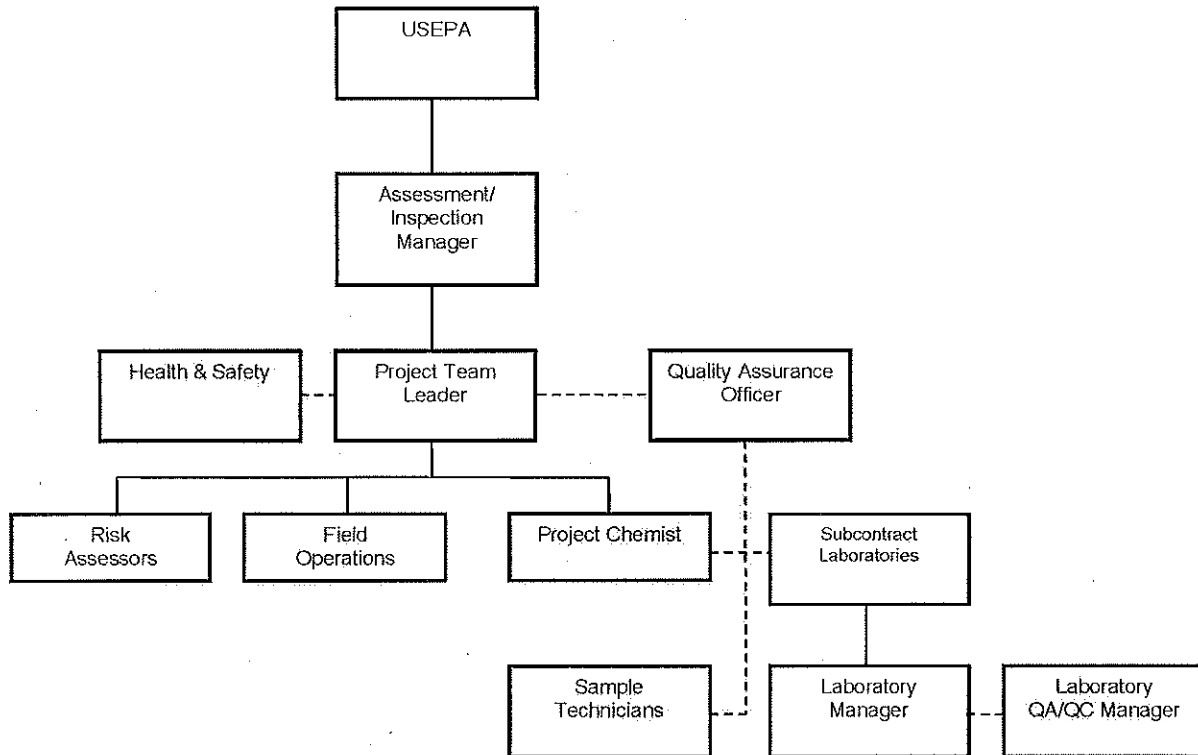 USEPA
Assessment/
Inspection
Manager
Health & Safety
Project Team
Leader
Quality Assurance
Officer
Risk
Assessors
Field
Operations
Project Chemist
Subcontract
Laboratories
Sample
Technicians
Laboratory
Manager
Laboratory
QA/QC Manager